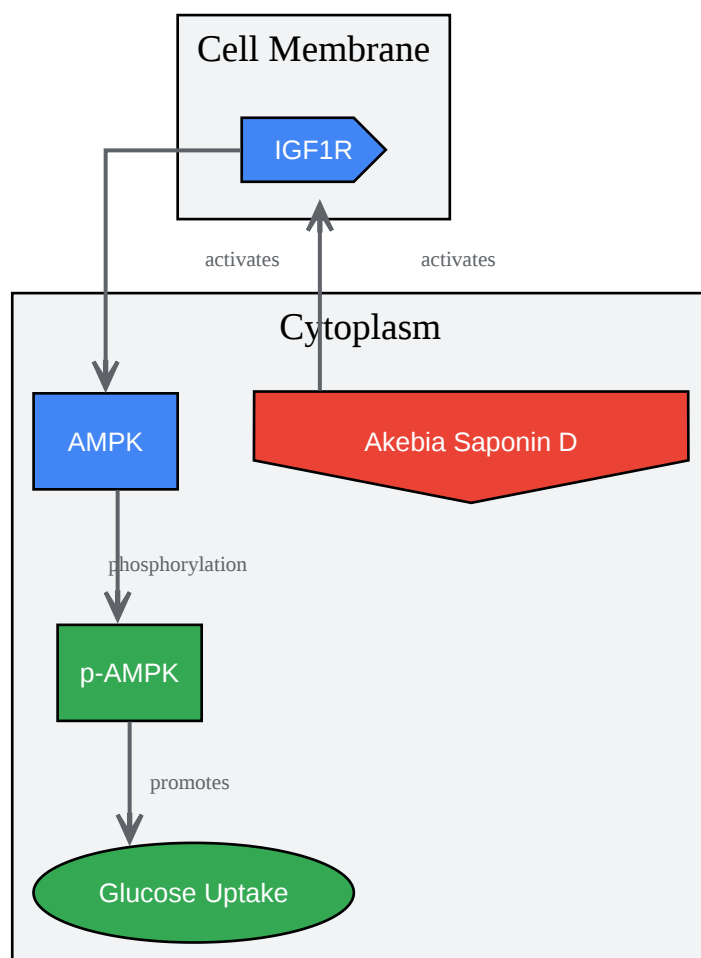 Cell Membrane
IGF1R
activates
activates
Cytoplasm
AMPK
Akebia Saponin D
phosphorylation
p-AMPK
promotes
Glucose Uptake